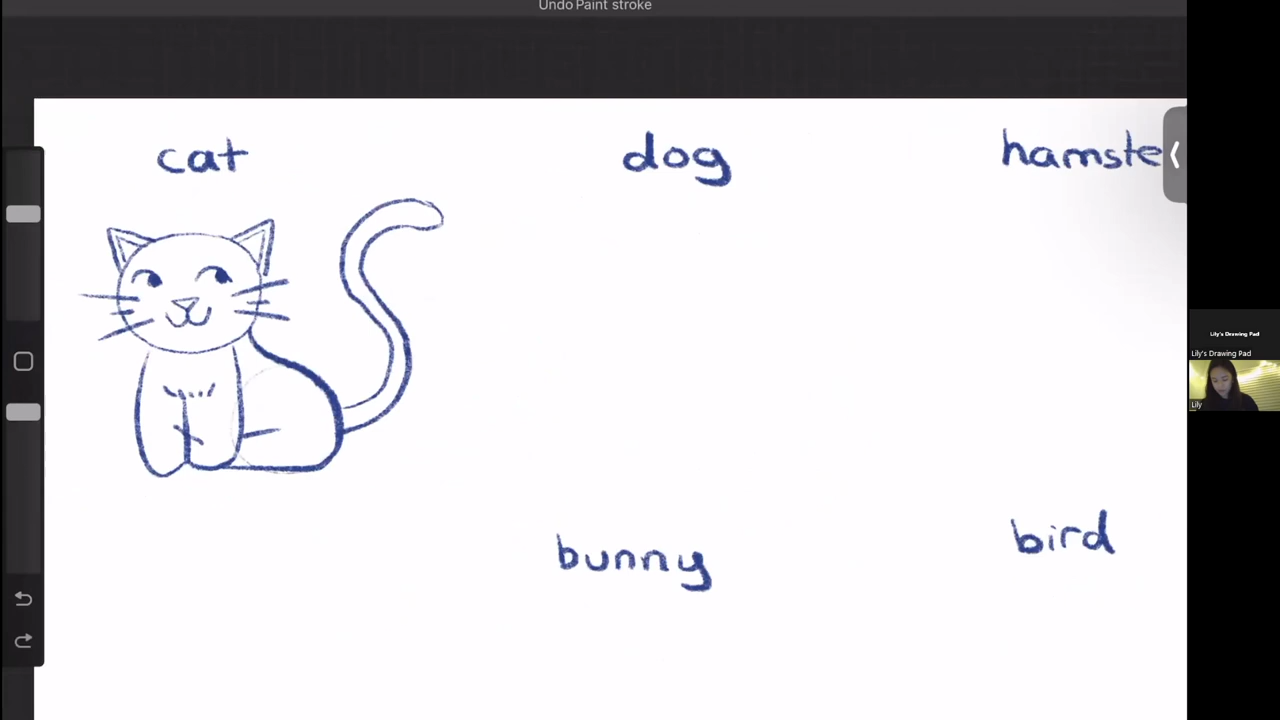 Undo Paint stroke
cat
dog
hamste
Lily's Drawing Pad
Lily's Drawing Pad
Lily
bunny
bird